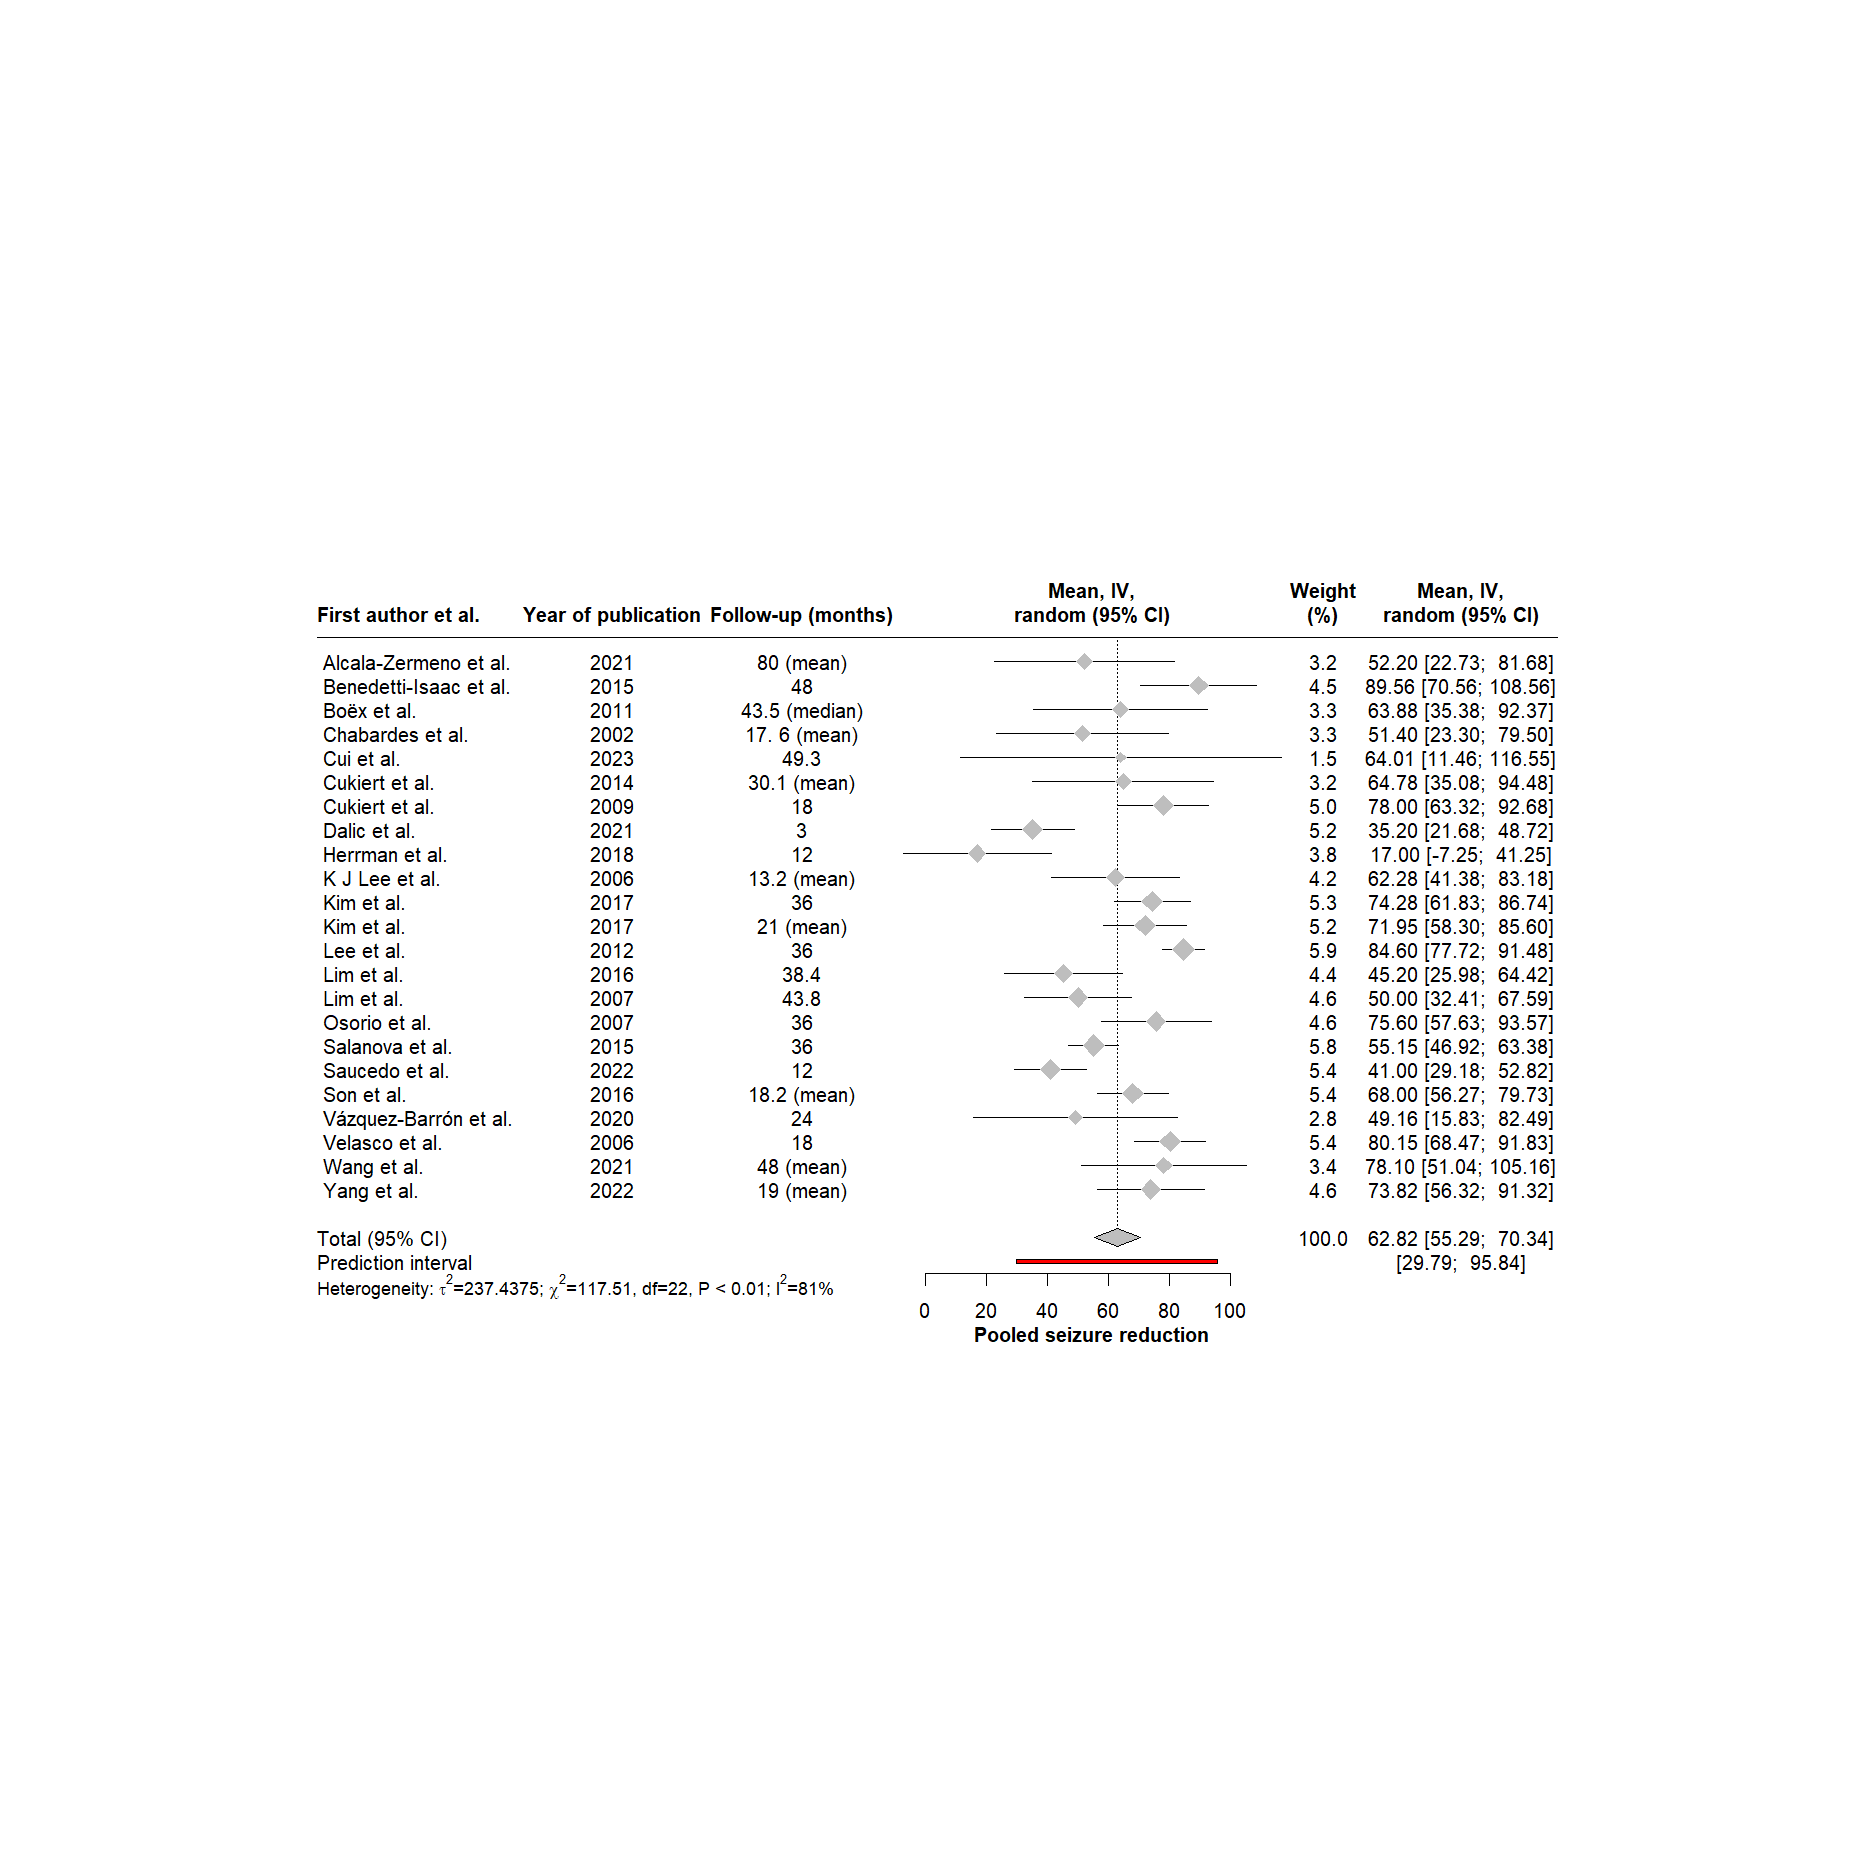 Mean, IV, Weight Mean, IV,
First author et al. Year of publication Follow-up (months) random (95% CI) (%) random (95% CI)
Alcala-Zermeno et al. 2021 80 (mean) 3.2 52.20 [22.73; 81.68]
Benedetti-Isaac et al. 2015 48 4.5 89.56 [70.56; 108.56]
Boëx et al. 2011 43.5 (median) 3.3 63.88 [35.38; 92.37]
Chabardes et al. 2002 17. 6 (mean) 3.3 51.40 [23.30; 79.50]
Cui et al. 2023 49.3 1.5 64.01 [11.46; 116.55]
Cukiert et al. 2014 30.1 (mean) 3.2 64.78 [35.08; 94.48]
Cukiert et al. 2009 18 5.0 78.00 [63.32; 92.68]
Dalic et al. 2021 3 5.2 35.20 [21.68; 48.72]
Herrman et al. 2018 12 3.8 17.00 [-7.25; 41.25]
K J Lee et al. 2006 13.2 (mean) 4.2 62.28 [41.38; 83.18]
Kim et al. 2017 36 5.3 74.28 [61.83; 86.74]
Kim et al. 2017 21 (mean) 5.2 71.95 [58.30; 85.60]
Lee et al. 2012 36 5.9 84.60 [77.72; 91.48]
Lim et al. 2016 38.4 4.4 45.20 [25.98; 64.42]
Lim et al. 2007 43.8 4.6 50.00 [32.41; 67.59]
Osorio et al. 2007 36 4.6 75.60 [57.63; 93.57]
Salanova et al. 2015 36 5.8 55.15 [46.92; 63.38]
Saucedo et al. 2022 12 5.4 41.00 [29.18; 52.82]
Son et al. 2016 18.2 (mean) 5.4 68.00 [56.27; 79.73]
Vázquez-Barrón et al. 2020 24 2.8 49.16 [15.83; 82.49]
Velasco et al. 2006 18 5.4 80.15 [68.47; 91.83]
Wang et al. 2021 48 (mean) 3.4 78.10 [51.04; 105.16]
Yang et al. 2022 19 (mean) 4.6 73.82 [56.32; 91.32]
Total (95% CI) 100.0 62.82 [55.29; 70.34]
Prediction interval [29.79; 95.84]
Heterogeneity: τ²=237.4375; χ²=117.51, df=22, P < 0.01; I²=81%
0 20 40 60 80 100
Pooled seizure reduction